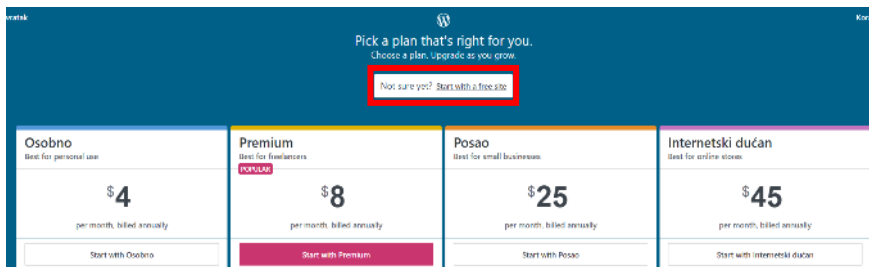 Pick a plan that's right for you.
Choose a plan. Upgrade as you grow.
Not sure yet? Start with a free site
Osobno
Best for personal use
$4
per month, billed annually
Start with Osobno
Premium
Best for freelancers
POPULAR
$8
per month, billed annually
Start with Premium
Posao
Best for small businesses
$25
per month, billed annually
Start with Posao
Internetski dućan
Best for online stores
$45
per month, billed annually
Start with Internetski dućan